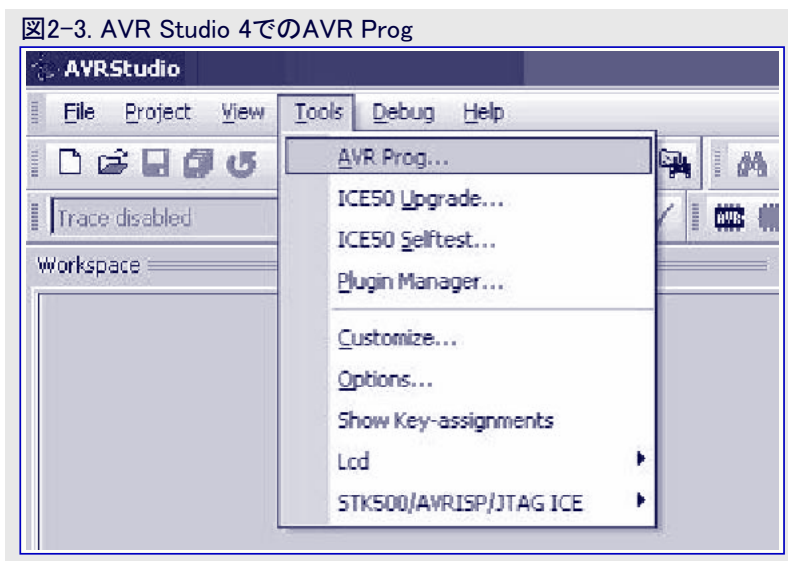 図2-3. AVR Studio 4でのAVR Prog
AVRStudio
File Project View Tools Debug Help
AVR Prog...
Trace disabled
ICE50 Upgrade...
AVR
ICE50 Selftest...
Workspace
Plugin Manager...
Customize...
Options...
Show Key-assignments
Lcd
STK500/AVRISP/JTAG ICE